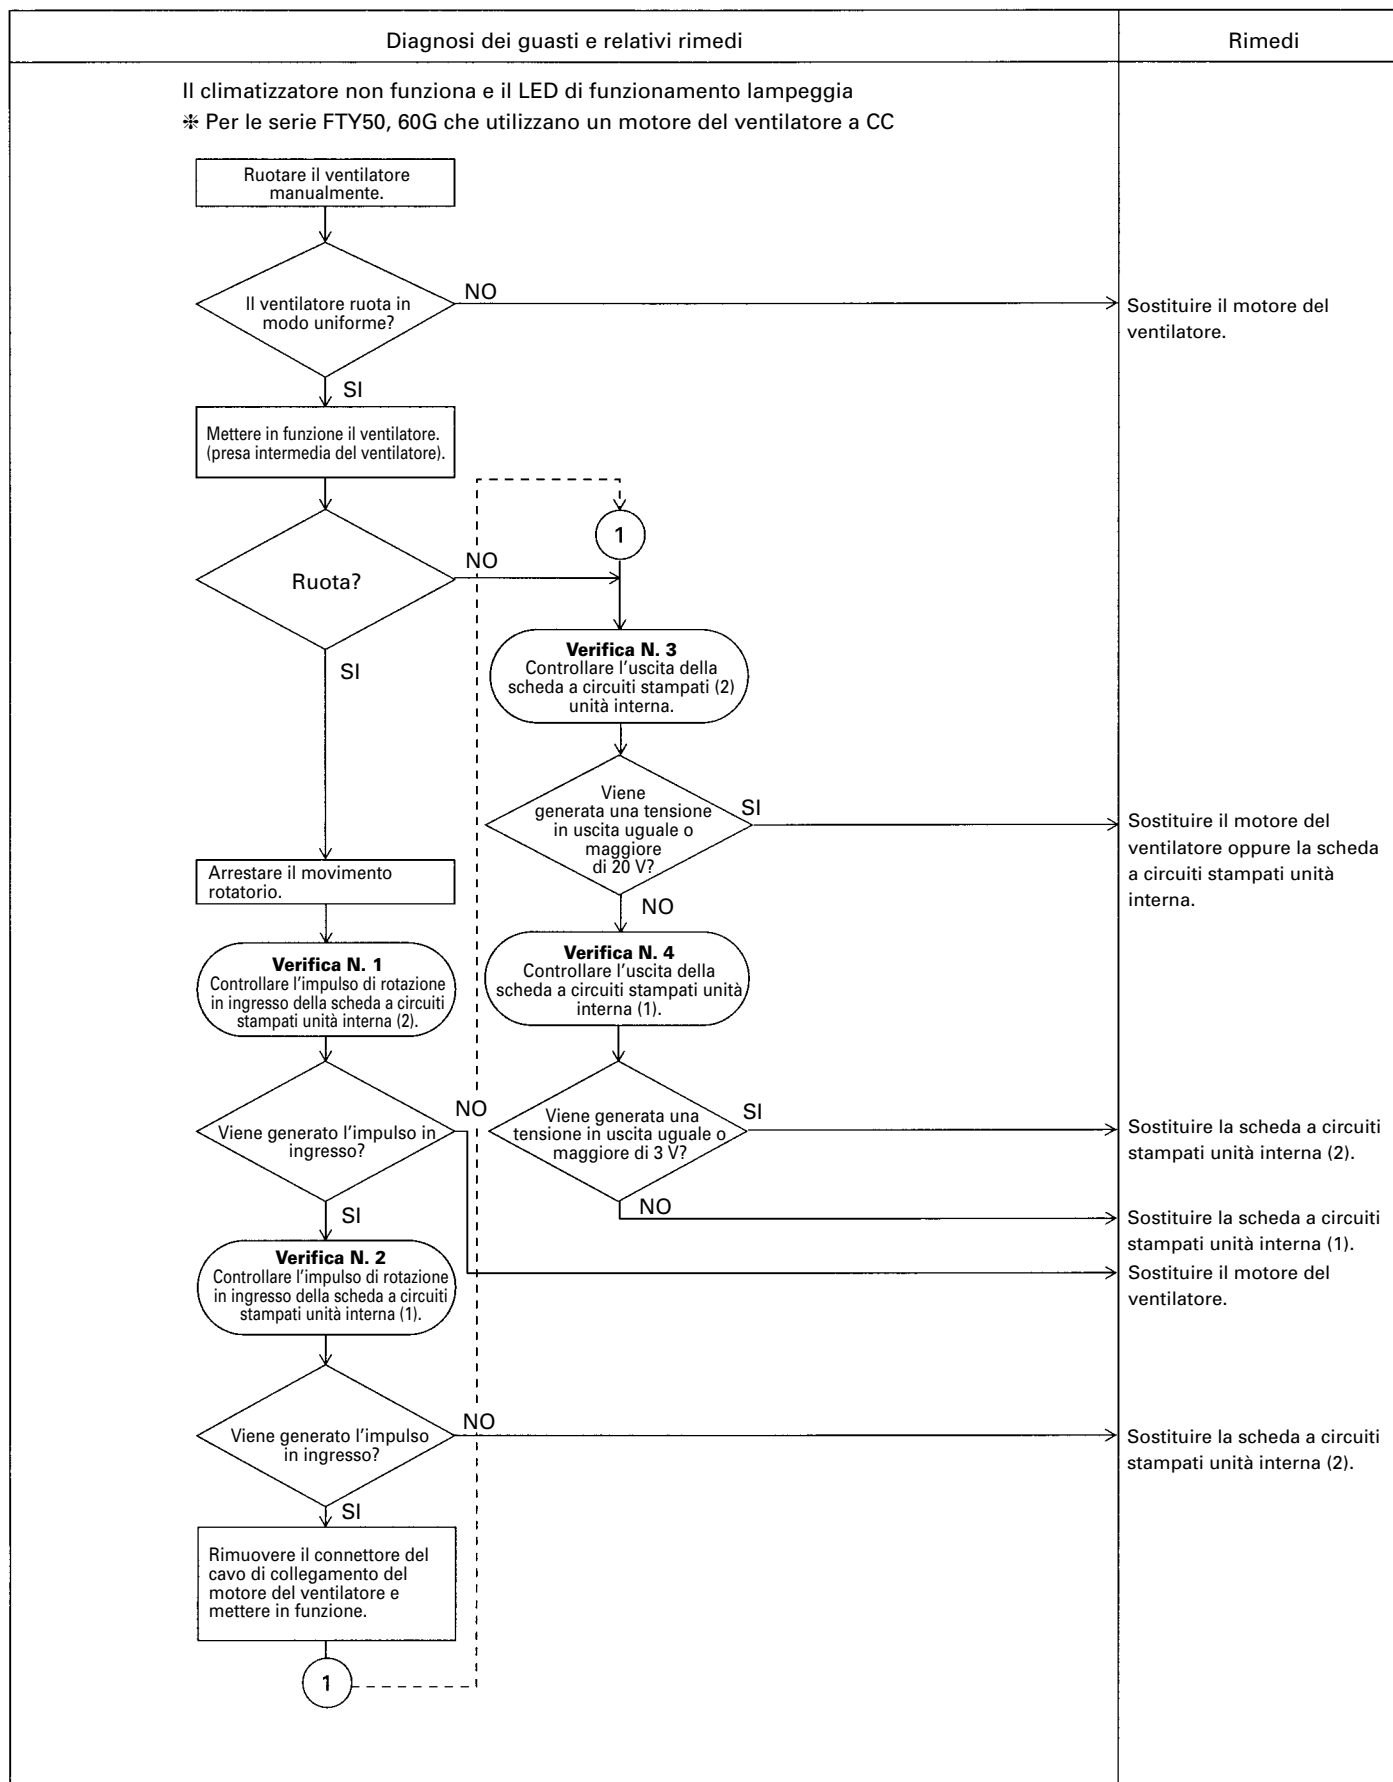 Diagnosi dei guasti e relativi rimedi
Rimedi
Il climatizzatore non funziona e il LED di funzionamento lampeggia
❈ Per le serie FTY50, 60G che utilizzano un motore del ventilatore a CC
Ruotare il ventilatore
manualmente.
Il ventilatore ruota in
modo uniforme?
NO
Sostituire il motore del
ventilatore.
SI
Mettere in funzione il ventilatore.
(presa intermedia del ventilatore).
1
Ruota?
NO
SI
Verifica N. 3
Controllare l'uscita della
scheda a circuiti stampati (2)
unità interna.
Viene
generata una tensione
in uscita uguale o
maggiore
di 20 V?
SI
Sostituire il motore del
ventilatore oppure la scheda
a circuiti stampati unità
interna.
NO
Arrestare il movimento
rotatorio.
Verifica N. 1
Controllare l'impulso di rotazione
in ingresso della scheda a circuiti
stampati unità interna (2).
Verifica N. 4
Controllare l'uscita della
scheda a circuiti stampati unità
interna (1).
Viene generato l'impulso in
ingresso?
NO
Viene generata una
tensione in uscita uguale o
maggiore di 3 V?
SI
Sostituire la scheda a circuiti
stampati unità interna (2).
NO
Sostituire la scheda a circuiti
stampati unità interna (1).
SI
Sostituire il motore del
ventilatore.
Verifica N. 2
Controllare l'impulso di rotazione
in ingresso della scheda a circuiti
stampati unità interna (1).
Viene generato l'impulso
in ingresso?
NO
Sostituire la scheda a circuiti
stampati unità interna (2).
SI
Rimuovere il connettore del
cavo di collegamento del
motore del ventilatore e
mettere in funzione.
1